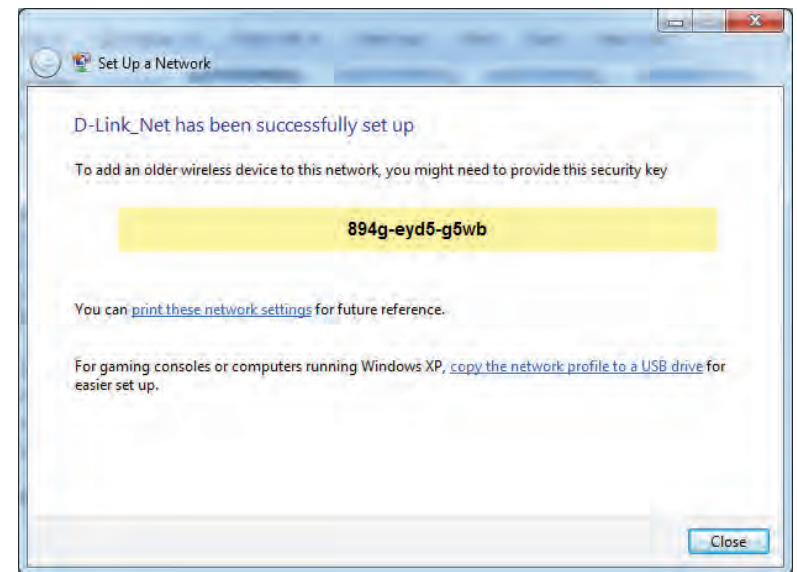 Set Up a Network
D-Link_Net has been successfully set up
To add an older wireless device to this network, you might need to provide this security key
894g-eyd5-g5wb
You can print these network settings for future reference.
For gaming consoles or computers running Windows XP, copy the network profile to a USB drive for
easier set up.
Close